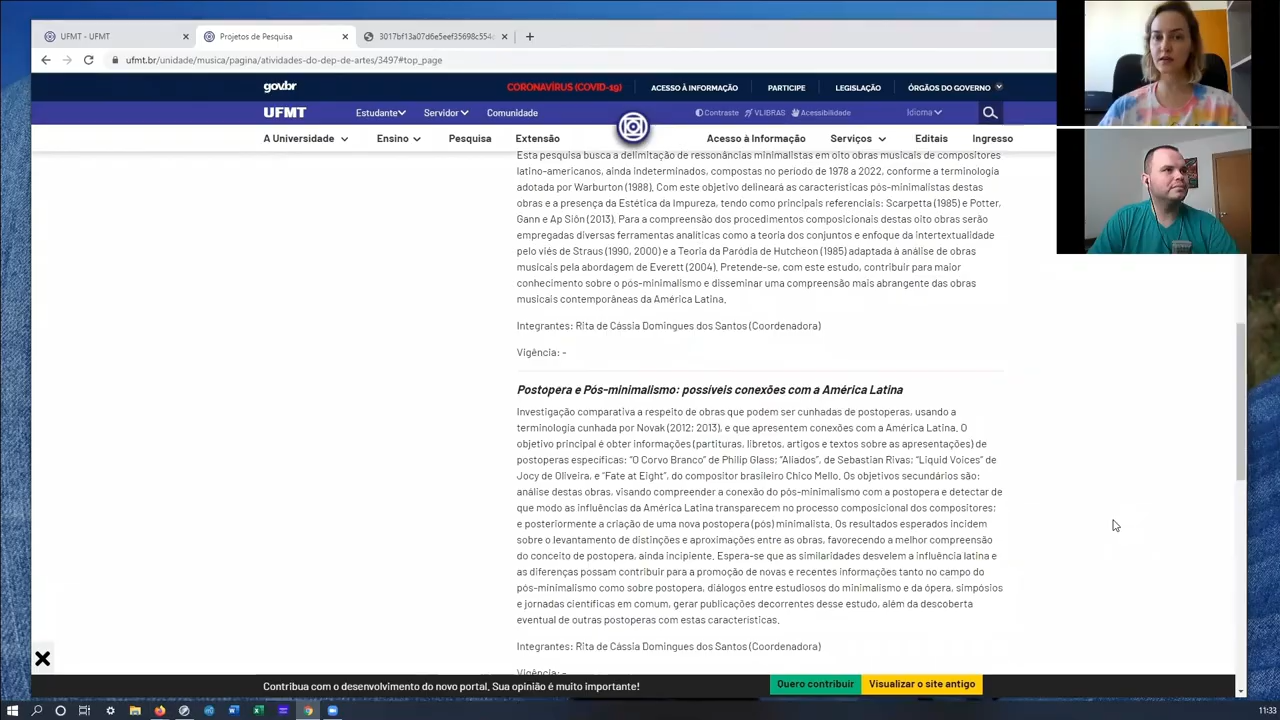 UFMT - UFMT
Projetos de Pesquisa
3017bf13a07d6e5eef35698c554
ufmt.br/unidade/musica/pagina/atividades-do-dep-de-artes/3497#top_page
govbr
CORONAVÍRUS (COVID-19)
ACESSO À INFORMAÇÃO
PARTICIPE
LEGISLAÇÃO
ÓRGÃOS DO GOVERNO
UFMT
Estudante
Servidor
Comunidade
Contraste
VLIBRAS
Acessibilidade
Idioma
A Universidade
Ensino
Pesquisa
Extensão
Acesso à Informação
Serviços
Editais
Ingresso
Esta pesquisa busca a delimitação de ressonâncias minimalistas em oito obras musicais de compositores
latino-americanos, ainda indeterminados, compostas no período de 1978 a 2022, conforme a terminologia
adotada por Warburton (1988). Com este objetivo delineará as características pós-minimalistas destas
obras e a presença da Estética da Impureza, tendo como principais referenciais: Scarpetta (1985) e Potter,
Gann e Ap Siôn (2013). Para a compreensão dos procedimentos composicionais destas oito obras serão
empregadas diversas ferramentas analíticas como a teoria dos conjuntos e enfoque da intertextualidade
pelo viés de Straus (1990, 2000) e a Teoria da Paródia de Hutcheon (1985) adaptada à análise de obras
musicais pela abordagem de Everett (2004). Pretende-se, com este estudo, contribuir para maior
conhecimento sobre o pós-minimalismo e disseminar uma compreensão mais abrangente das obras
musicais contemporâneas da América Latina.
Integrantes: Rita de Cássia Domingues dos Santos (Coordenadora)
Vigência: -
Postopera e Pós-minimalismo: possíveis conexões com a América Latina
Investigação comparativa a respeito de obras que podem ser cunhadas de postoperas, usando a
terminologia cunhada por Novak (2012; 2013), e que apresentem conexões com a América Latina. O
objetivo principal é obter informações (partituras, libretos, artigos e textos sobre as apresentações) de
postoperas específicas: "O Corvo Branco" de Philip Glass; "Aliados", de Sebastian Rivas; "Liquid Voices" de
Jocy de Oliveira, e "Fate at Eight", do compositor brasileiro Chico Mello. Os objetivos secundários são:
análise destas obras, visando compreender a conexão do pós-minimalismo com a postopera e detectar de
que modo as influências da América Latina transparecem no processo composicional dos compositores;
e posteriormente a criação de uma nova postopera (pós) minimalista. Os resultados esperados incidem
sobre o levantamento de distinções e aproximações entre as obras, favorecendo a melhor compreensão
do conceito de postopera, ainda incipiente. Espera-se que as similaridades desvelem a influência latina e
as diferenças possam contribuir para a promoção de novas e recentes informações tanto no campo do
pós-minimalismo como sobre postopera, diálogos entre estudiosos do minimalismo e da ópera, simpósios
e jornadas científicas em comum, gerar publicações decorrentes desse estudo, além da descoberta
eventual de outras postoperas com estas características.
Integrantes: Rita de Cássia Domingues dos Santos (Coordenadora)
Vigência: -
Contribua com o desenvolvimento do novo portal. Sua opinião é muito importante!
Quero contribuir
Visualizar o site antigo
11:33